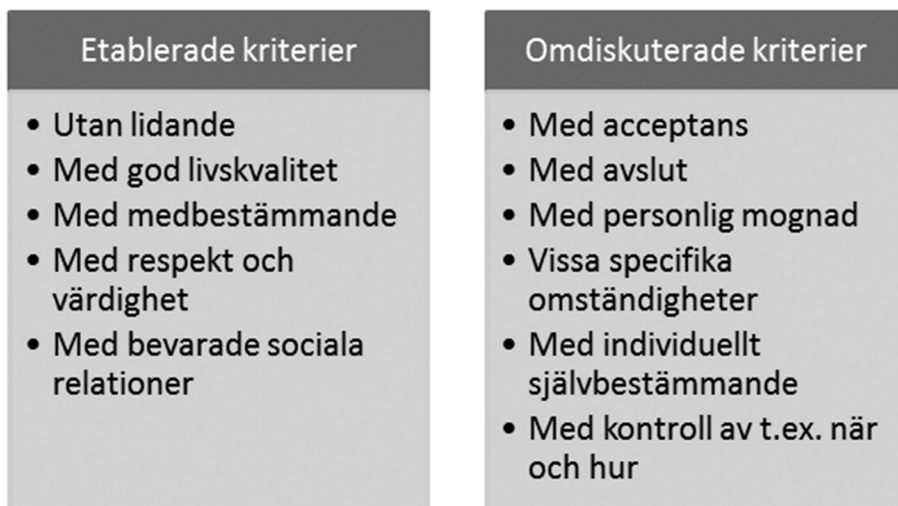 Etablerade kriterier
• Utan lidande
• Med god livskvalitet
• Med medbestämmande
• Med respekt och
värdighet
• Med bevarade sociala
relationer
Omdiskuterade kriterier
• Med acceptans
• Med avslut
• Med personlig mognad
• Vissa specifika
omständigheter
• Med individuellt
självbestämmande
• Med kontroll av t.ex. när
och hur